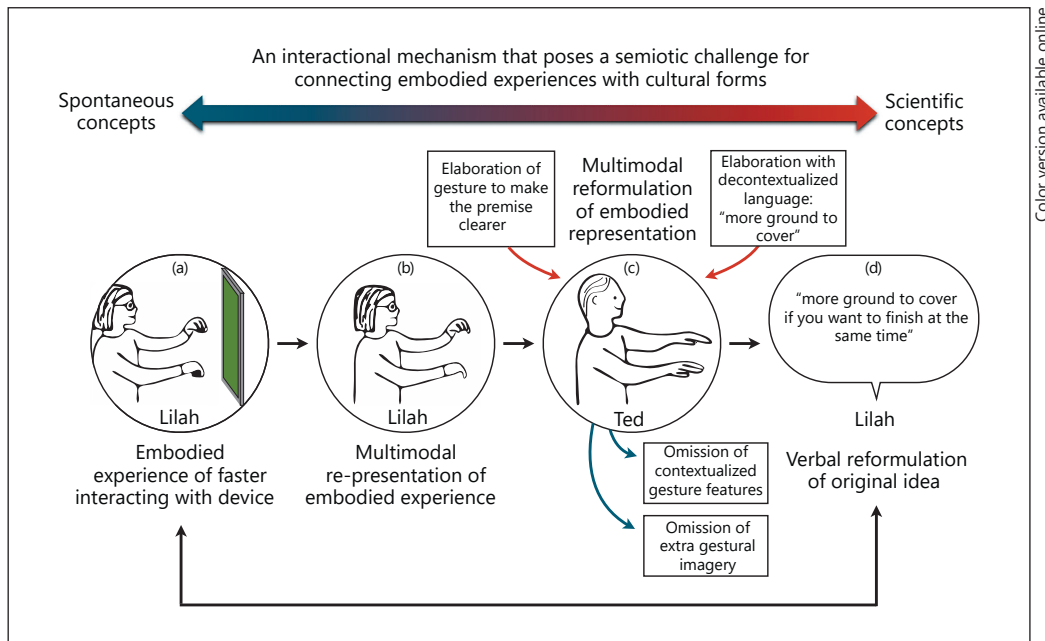 An interactional mechanism that poses a semiotic challenge for
connecting embodied experiences with cultural forms
Spontaneous
concepts
Scientific
concepts
Elaboration of
gesture to make
the premise
clearer
Multimodal
reformulation
of embodied
representation
Elaboration with
decontextualized
language:
“more ground to
cover”
(a)
Lilah
(b)
Lilah
(c)
Ted
(d)
“more ground to cover
if you want to finish at the
same time”
Lilah
Embodied
experience of faster
interacting with device
Multimodal
re-presentation of
embodied experience
Omission of
contextualized
gesture features
Omission of
extra gestural
imagery
Verbal reformulation
of original idea
Color version available online